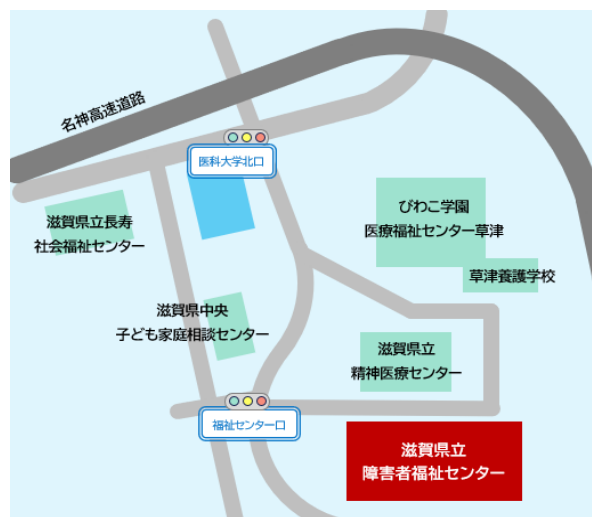 名神高速道路
医科大学北口
滋賀県立長寿
社会福祉センター
びわこ学園
医療福祉センター草津
草津養護学校
滋賀県中央
子ども家庭相談センター
滋賀県立
精神医療センター
福祉センター口
滋賀県立
障害者福祉センター